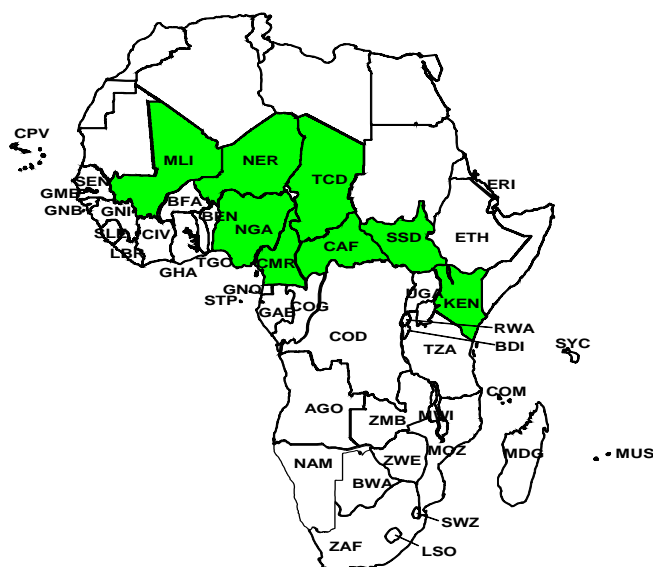 CPV
MLI
NER
TCD
SEN
ERI
GMB
BFA
GNB
GNI
BEN
NGA
SSD
ETH
SLE
CIV
CAF
LBR
GHA
TGO
CMR
GNQ
UGA
KEN
STP
GAB
COG
RWA
COD
TZA
BDI
SYC
COM
AGO
ZMB
MWI
MOZ
MDG
MUS
NAM
ZWE
BWA
SWZ
ZAF
LSO